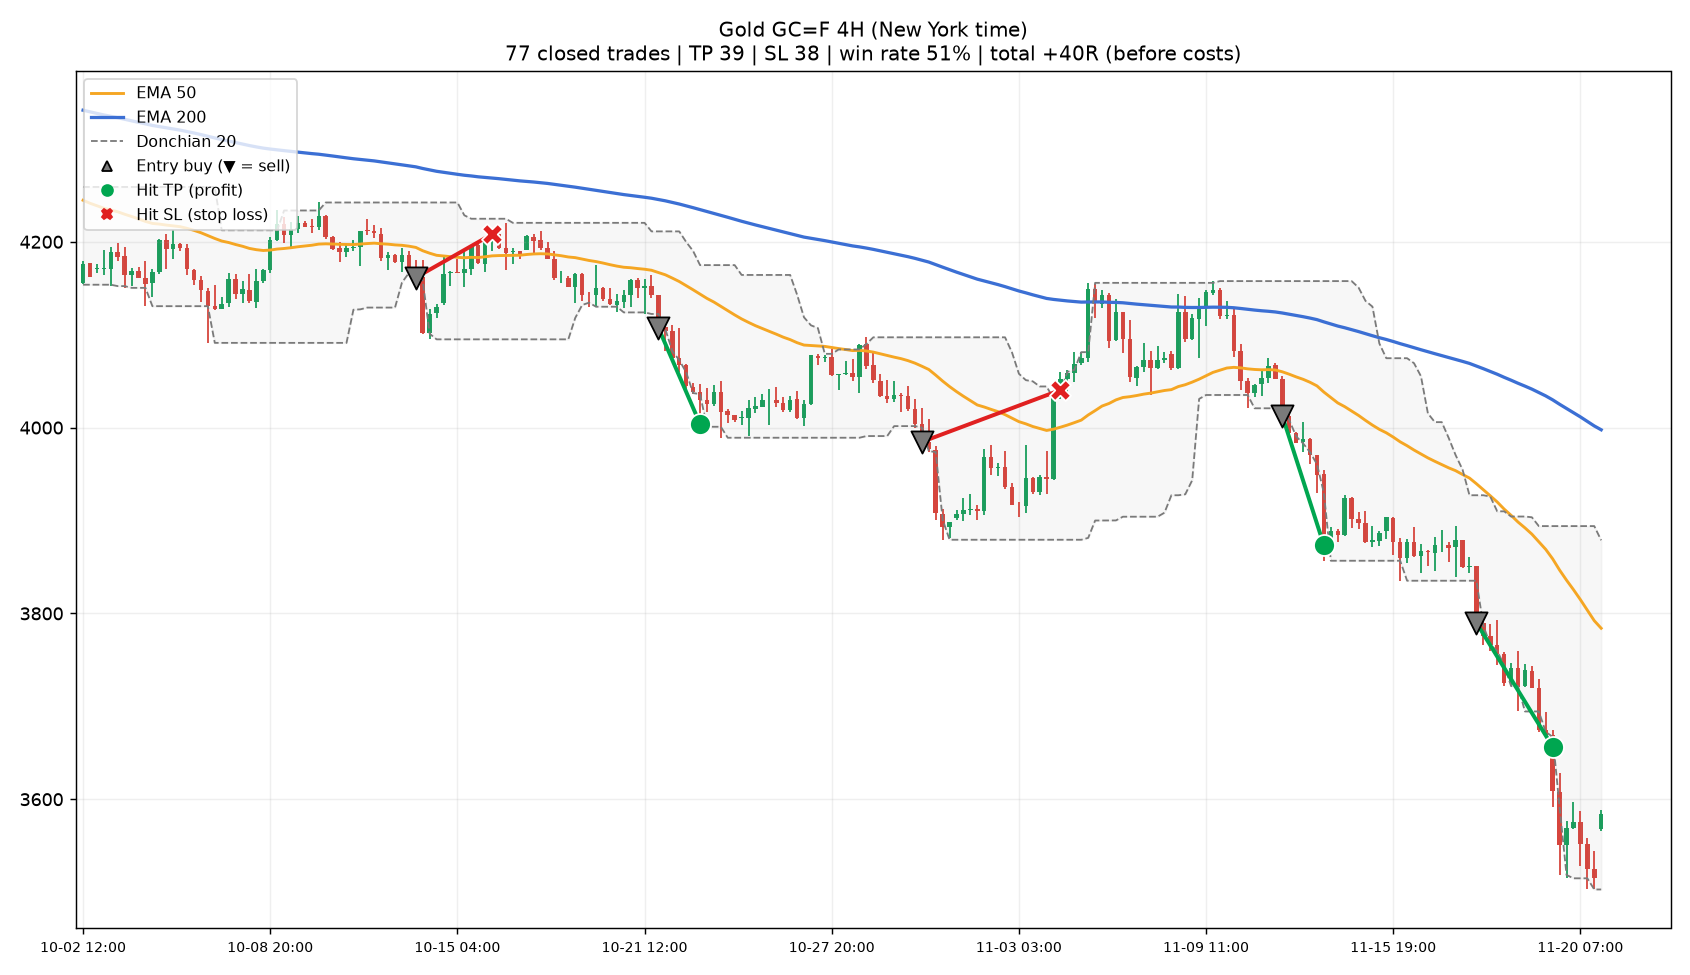 Gold GC=F 4H (New York time)
77 closed trades | TP 39 | SL 38 | win rate 51% | total +40R (before costs)
EMA 50
EMA 200
Donchian 20
Entry buy (▼ = sell)
Hit TP (profit)
Hit SL (stop loss)
4200
4000
3800
3600
10-02 12:00
10-08 20:00
10-15 04:00
10-21 12:00
10-27 20:00
11-03 03:00
11-09 11:00
11-15 19:00
11-20 07:00